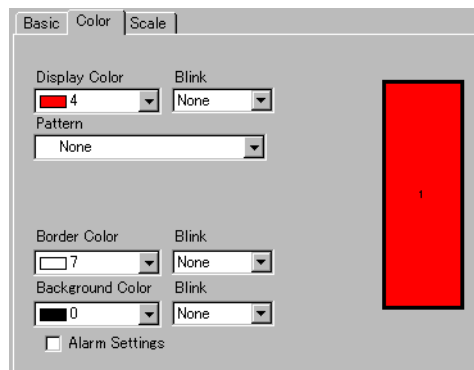 Basic Color Scale
Display Color Blink
4 None
Pattern
None
1
Border Color Blink
7 None
Background Color Blink
0 None
Alarm Settings